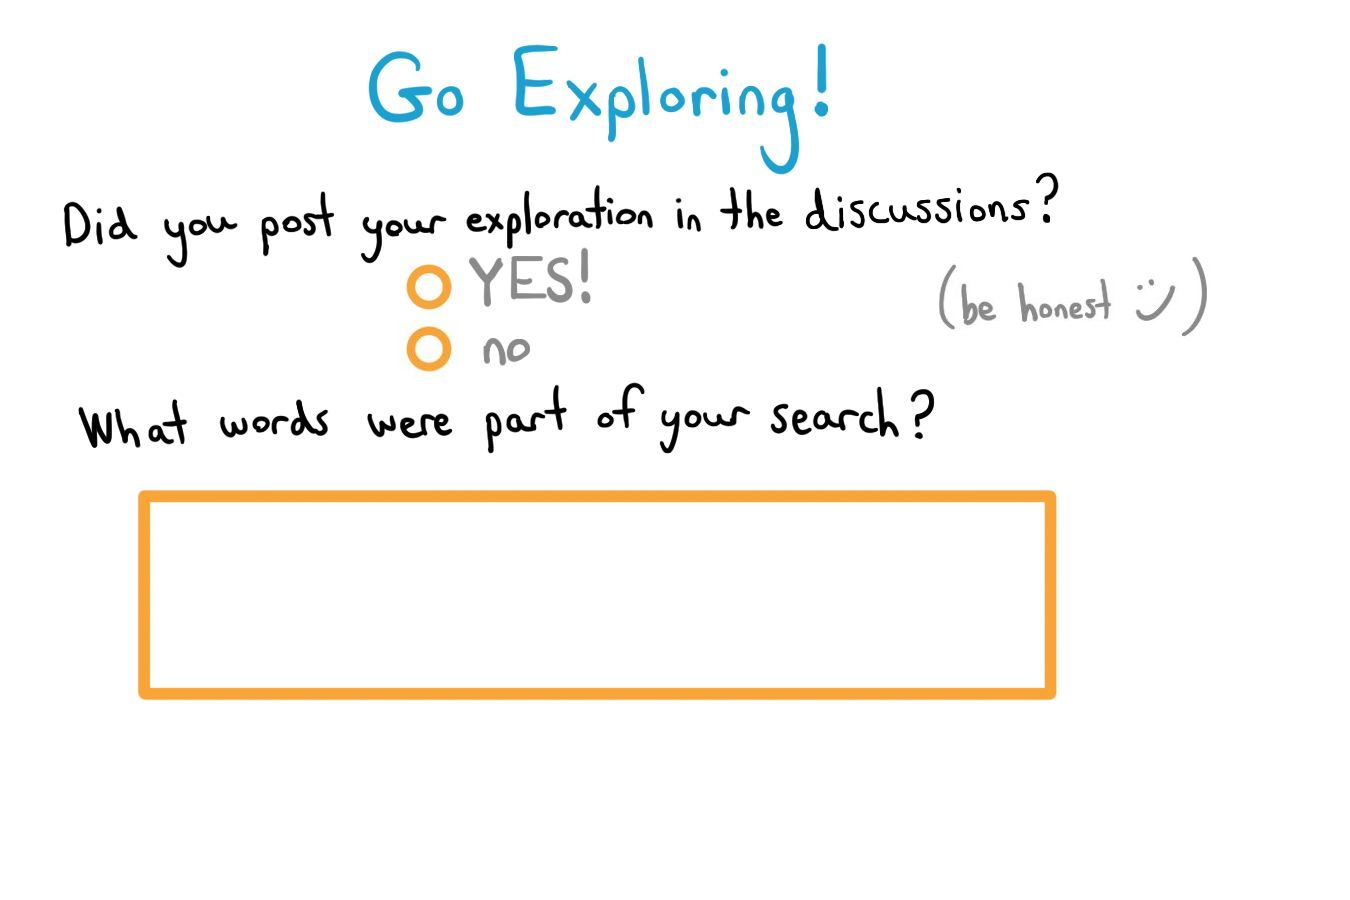 Go Exploring!
Did you post your exploration in the discussions?
YES!
(be honest :))
no
What words were part of your search?